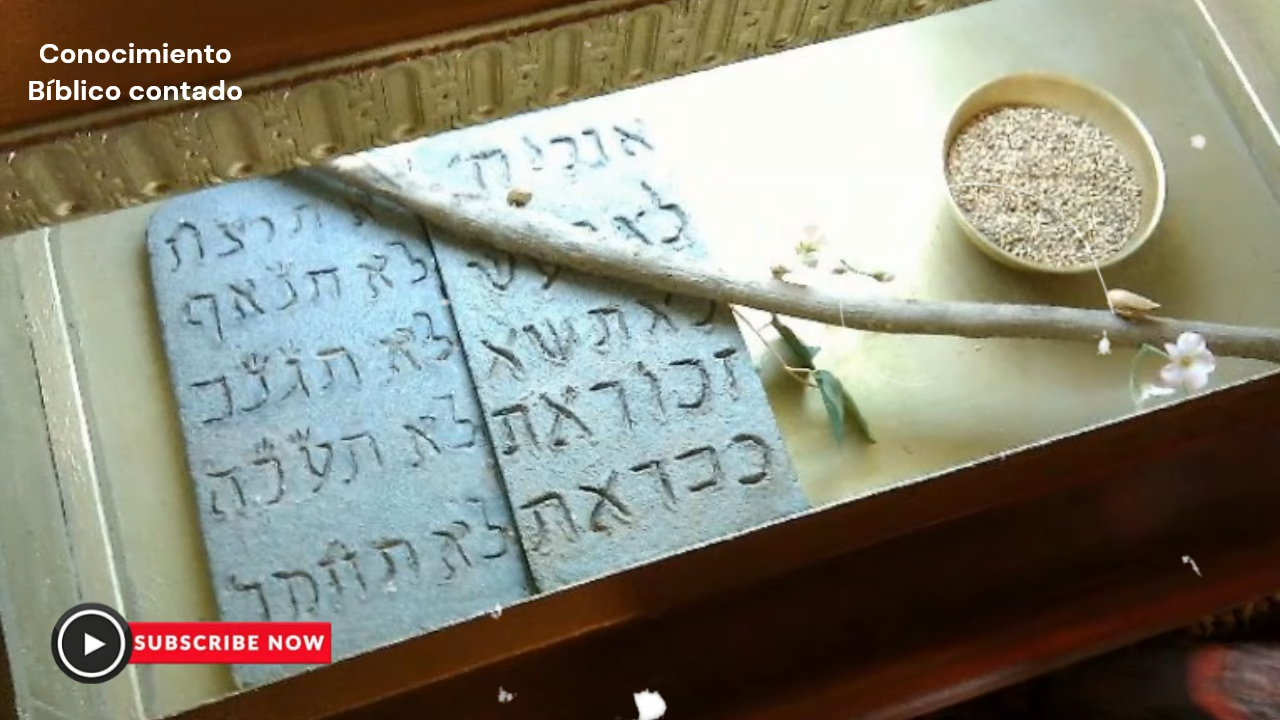 Conocimiento
Bíblico contado
אנכי ה'
לא
לא תשא
זכור את
כבד את
תרצח
לא תנאף
לא תגנב
לא תענה
לא תחמד
SUBSCRIBE NOW